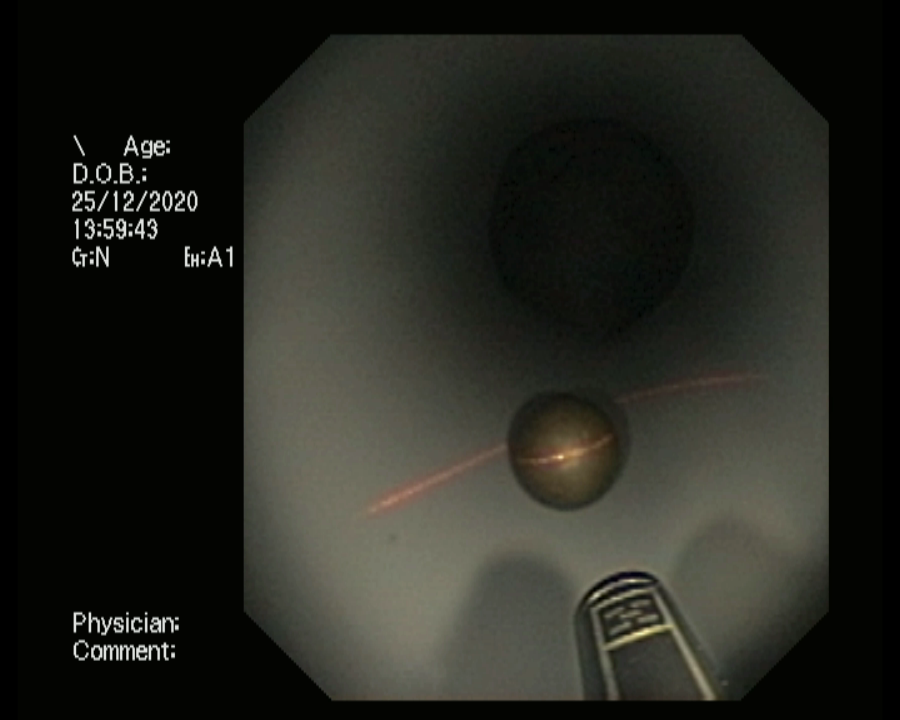 \ Age:
D.O.B.:
25/12/2020
13:59:43
Cr:N EH:A1
Physician:
Comment: